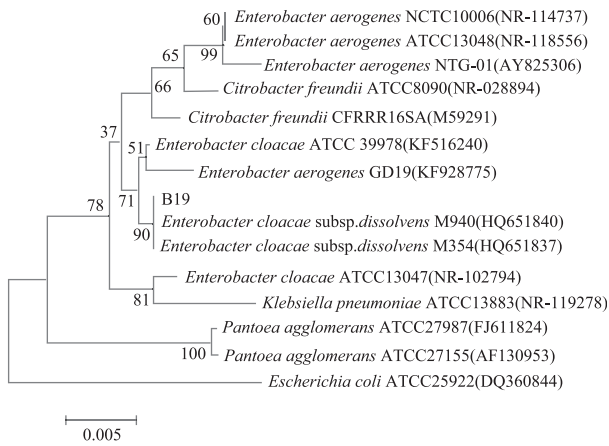 60
Enterobacter aerogenes NCTC10006(NR-114737)
Enterobacter aerogenes ATCC13048(NR-118556)
65
99
Enterobacter aerogenes NTG-01(AY825306)
66
Citrobacter freundii ATCC8090(NR-028894)
Citrobacter freundii CFRRR16SA(M59291)
37
51
Enterobacter cloacae ATCC 39978(KF516240)
Enterobacter aerogenes GD19(KF928775)
78
71
B19
90
Enterobacter cloacae subsp.dissolvens M940(HQ651840)
Enterobacter cloacae subsp.dissolvens M354(HQ651837)
Enterobacter cloacae ATCC13047(NR-102794)
81
Klebsiella pneumoniae ATCC13883(NR-119278)
Pantoea agglomerans ATCC27987(FJ611824)
100
Pantoea agglomerans ATCC27155(AF130953)
Escherichia coli ATCC25922(DQ360844)
0.005